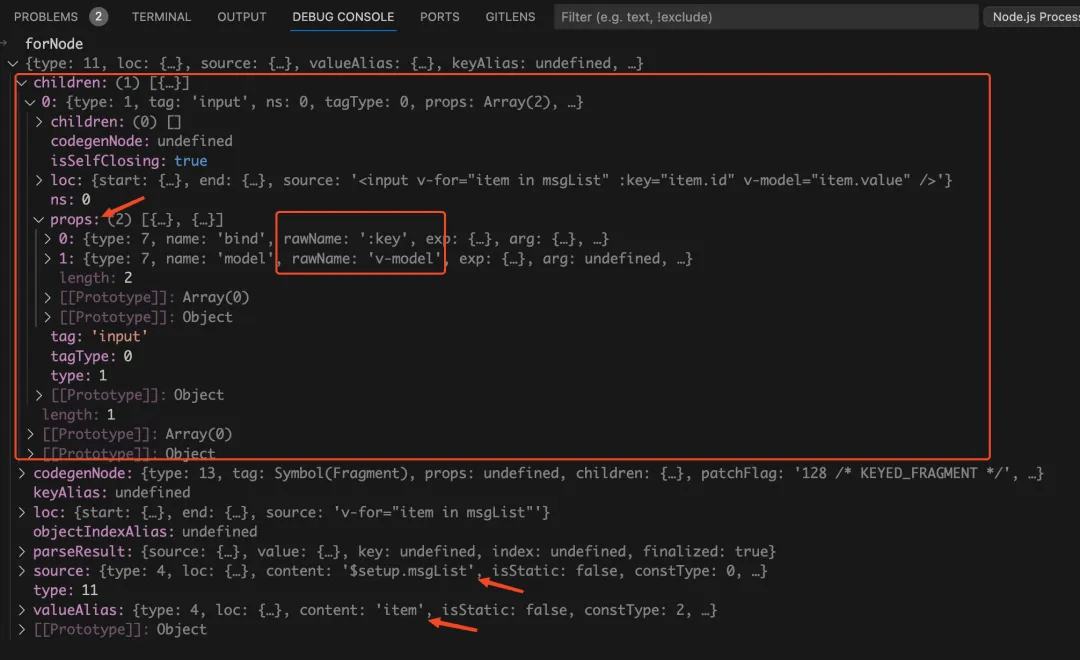 PROBLEMS 2 TERMINAL OUTPUT DEBUG CONSOLE PORTS GITLENS Filter (e.g. text, !exclude) Node.js Proces
forNode
{type: 11, loc: {…}, source: {…}, valueAlias: {…}, keyAlias: undefined, …}
children: (1) [{…}]
0: {type: 1, tag: 'input', ns: 0, tagType: 0, props: Array(2), …}
children: (0) []
codegenNode: undefined
isSelfClosing: true
loc: {start: {…}, end: {…}, source: '<input v-for="item in msgList" :key="item.id" v-model="item.value" />'}
ns: 0
props: (2) [{…}, {…}]
0: {type: 7, name: 'bind', rawName: ':key', exp: {…}, arg: {…}, …}
1: {type: 7, name: 'model', rawName: 'v-model', exp: {…}, arg: undefined, …}
length: 2
[[Prototype]]: Array(0)
[[Prototype]]: Object
tag: 'input'
tagType: 0
type: 1
[[Prototype]]: Object
length: 1
[[Prototype]]: Array(0)
[[Prototype]]: Object
codegenNode: {type: 13, tag: Symbol(Fragment), props: undefined, children: {…}, patchFlag: '128 /* KEYED_FRAGMENT */', …}
keyAlias: undefined
loc: {start: {…}, end: {…}, source: 'v-for="item in msgList"'}
objectIndexAlias: undefined
parseResult: {source: {…}, value: {…}, key: undefined, index: undefined, finalized: true}
source: {type: 4, loc: {…}, content: '$setup.msgList', isStatic: false, constType: 0, …}
type: 11
valueAlias: {type: 4, loc: {…}, content: 'item', isStatic: false, constType: 2, …}
[[Prototype]]: Object